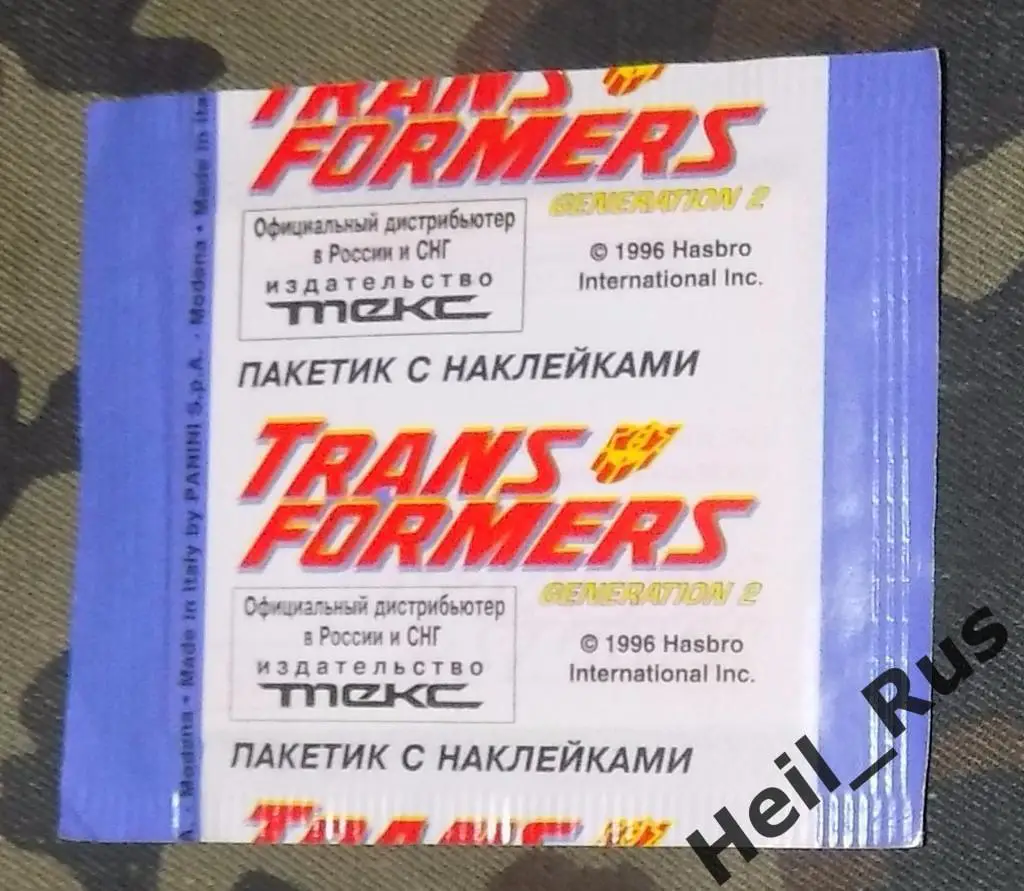 TRANS
FORMERS
GENERATION 2
Официальный дистрибьютер
в России и СНГ
издательство
текс
© 1996 Hasbro
International Inc.
ПАКЕТИК С НАКЛЕЙКАМИ
TRANS
FORMERS
GENERATION 2
Официальный дистрибьютер
в России и СНГ
издательство
текс
© 1996 Hasbro
International Inc.
ПАКЕТИК С НАКЛЕЙКАМИ
TRANS
A. · Modena • Made in Italy by PANINI S.p.A. · Modena • Made in Ita
Heil_Rus